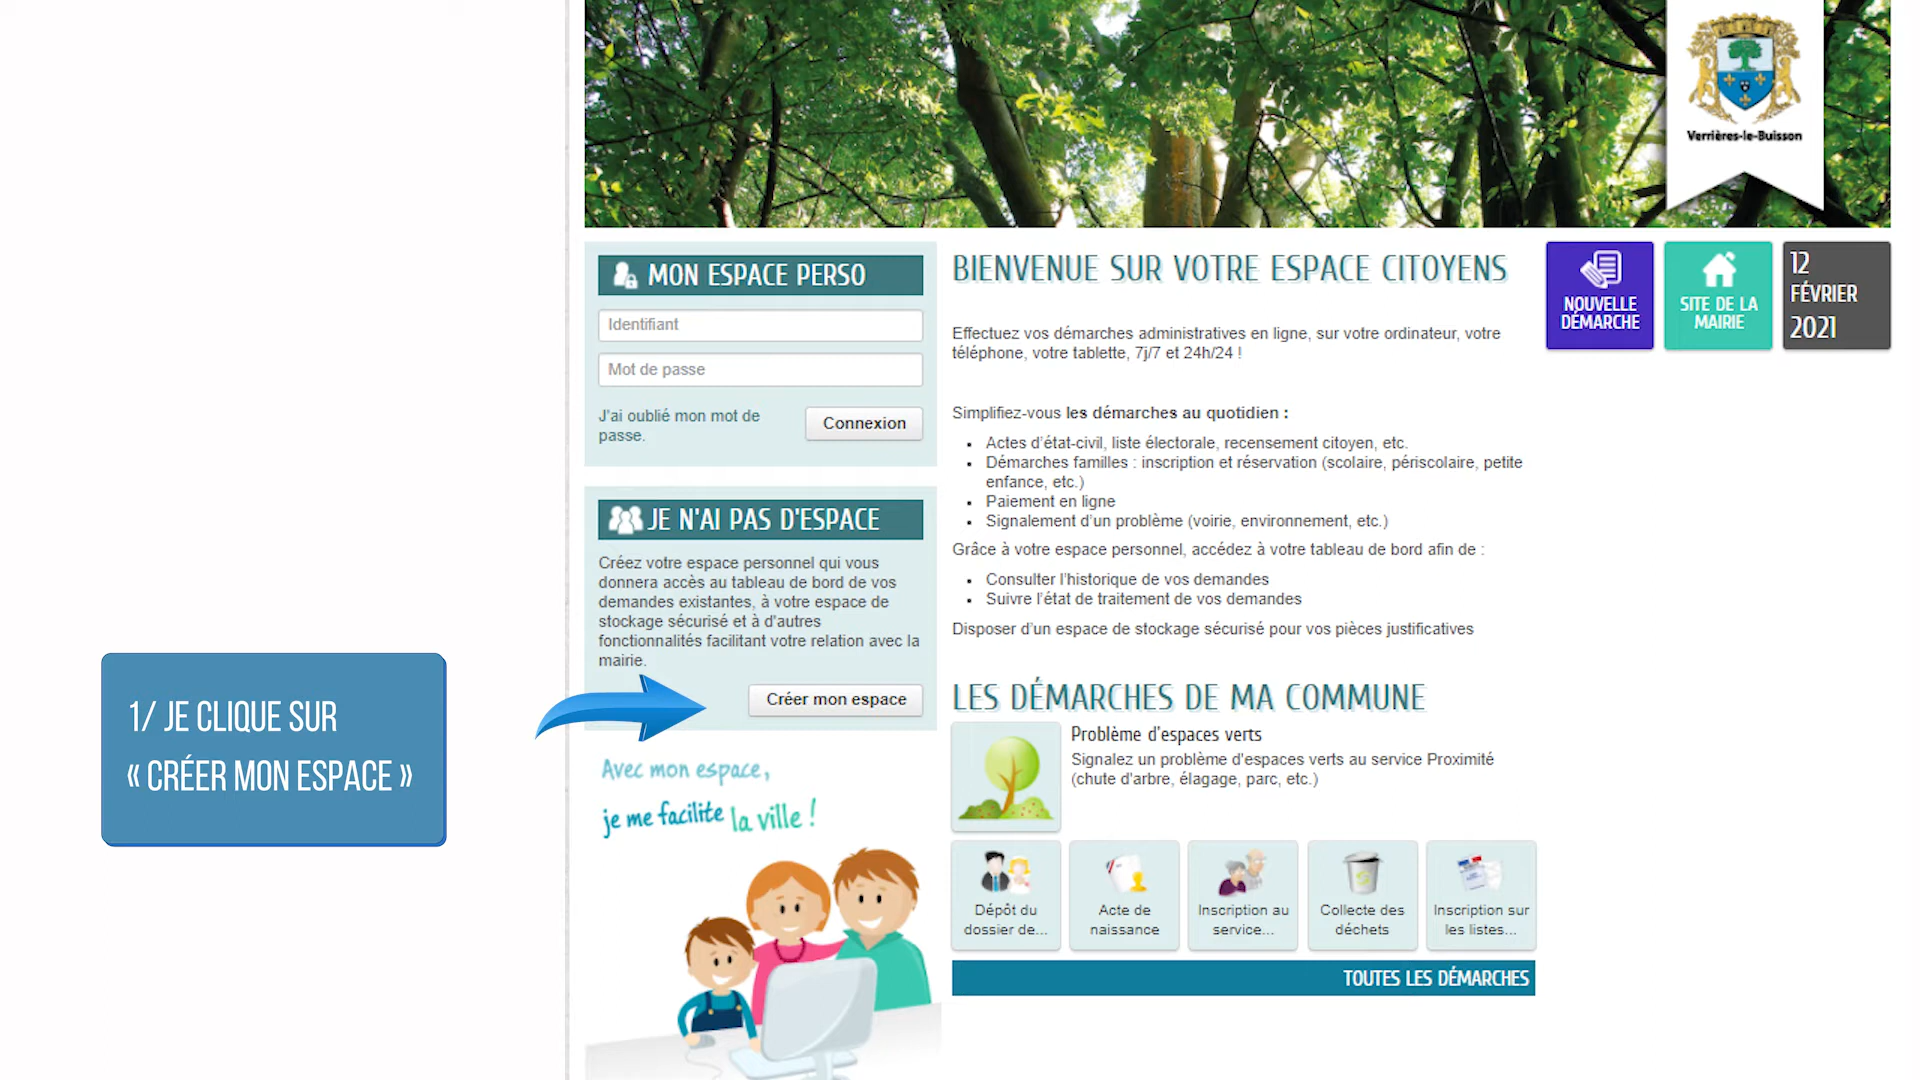 Verrières-le-Buisson
MON ESPACE PERSO
Identifiant
Mot de passe
J'ai oublié mon mot de
passe.
Connexion
JE N'AI PAS D'ESPACE
Créez votre espace personnel qui vous
donnera accès au tableau de bord de vos
demandes existantes, à votre espace de
stockage sécurisé et à d'autres
fonctionnalités facilitant votre relation avec la
mairie.
Créer mon espace
1/ JE CLIQUE SUR
« CRÉER MON ESPACE »
Avec mon espace,
je me facilite la ville !
BIENVENUE SUR VOTRE ESPACE CITOYENS
Effectuez vos démarches administratives en ligne, sur votre ordinateur, votre
téléphone, votre tablette, 7j/7 et 24h/24 !
Simplifiez-vous les démarches au quotidien :
• Actes d’état-civil, liste électorale, recensement citoyen, etc.
• Démarches familles : inscription et réservation (scolaire, périscolaire, petite
enfance, etc.)
• Paiement en ligne
• Signalement d’un problème (voirie, environnement, etc.)
Grâce à votre espace personnel, accédez à votre tableau de bord afin de :
• Consulter l’historique de vos demandes
• Suivre l’état de traitement de vos demandes
Disposer d’un espace de stockage sécurisé pour vos pièces justificatives
LES DÉMARCHES DE MA COMMUNE
Problème d'espaces verts
Signalez un problème d'espaces verts au service Proximité
(chute d'arbre, élagage, parc, etc.)
Dépôt du
dossier de...
Acte de
naissance
Inscription au
service...
Collecte des
déchets
Inscription sur
les listes...
TOUTES LES DÉMARCHES
NOUVELLE
DÉMARCHE
SITE DE LA
MAIRIE
12
FÉVRIER
2021